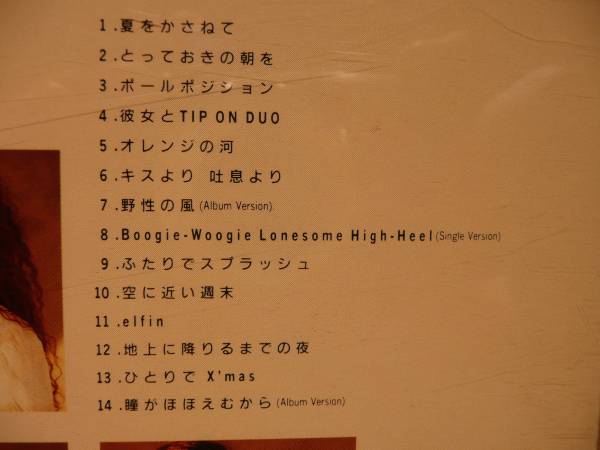 1 .夏をかさねて
2 .とっておきの朝を
3 .ポールポジション
4 .彼女とTIP ON DUO
5 .オレンジの河
6 .キスより 吐息より
7 .野性の風(Album Version)
8 .Boogie-Woogie Lonesome High-Heel(Single Version)
9 .ふたりでスプラッシュ
10 .空に近い週末
11 .elfin
12 .地上に降りるまでの夜
13 .ひとりで X'mas
14 .瞳がほほえむから(Album Version)